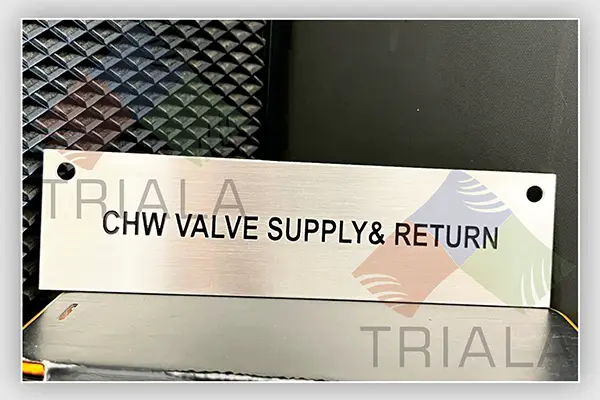 TRIALA
CHW VALVE SUPPLY& RETURN
TRIALA